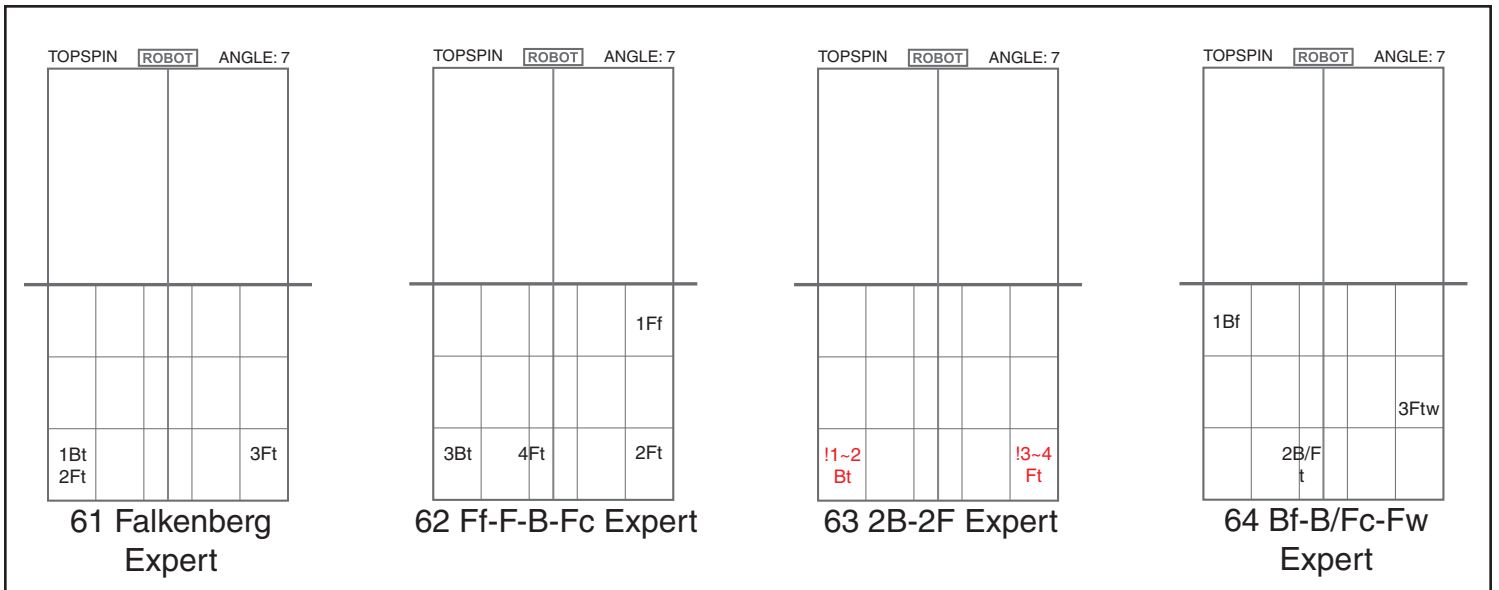 TOPSPIN ROBOT ANGLE: 7
1Bt
2Ft
3Ft
61 Falkenberg
Expert
TOPSPIN ROBOT ANGLE: 7
1Ff
3Bt 4Ft 2Ft
62 Ff-F-B-Fc Expert
TOPSPIN ROBOT ANGLE: 7
!1~2
Bt
!3~4
Ft
63 2B-2F Expert
TOPSPIN ROBOT ANGLE: 7
1Bf
3Ftw
2B/F
t
64 Bf-B/Fc-Fw
Expert